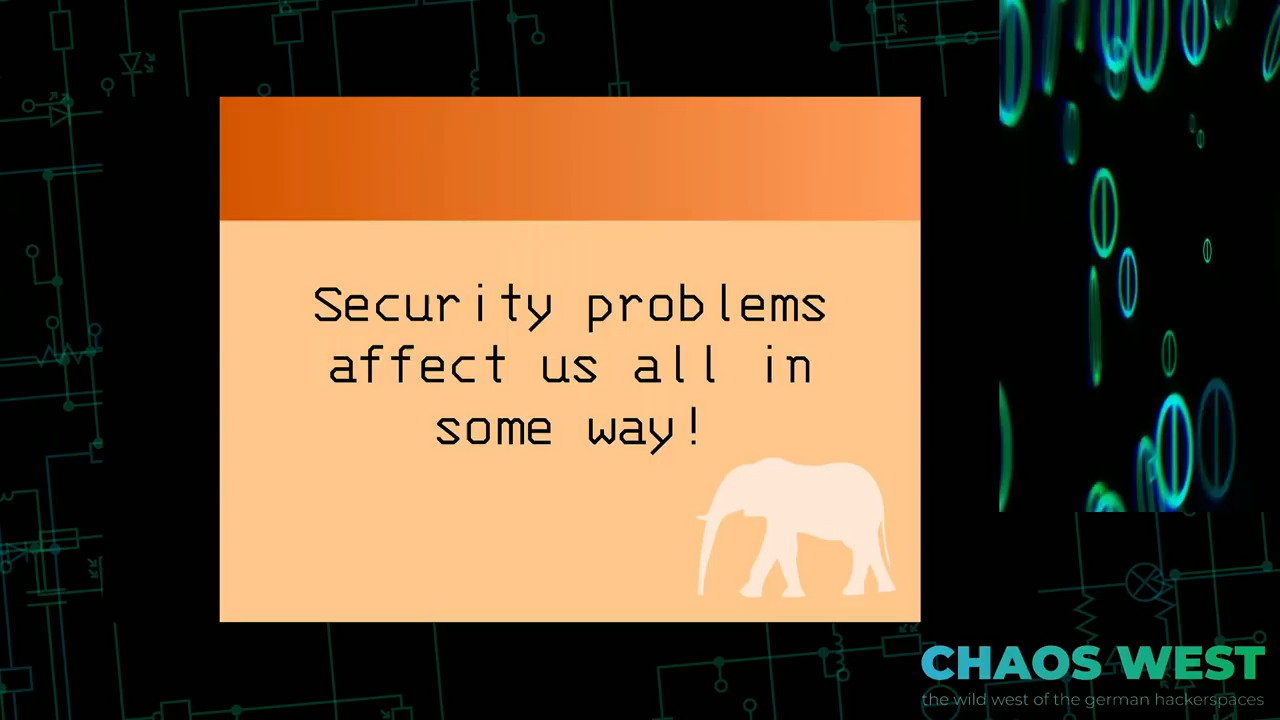 Security problems
affect us all in
some way!
CHAOS WEST
the wild west of the german hackerspaces